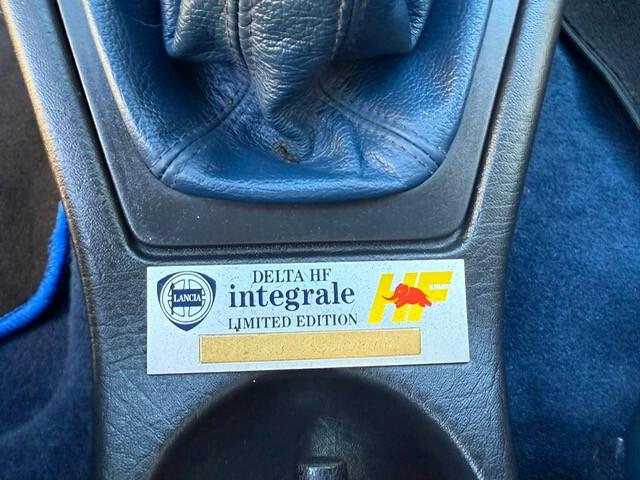 LANCIA
DELTA HF
integrale
LIMITED EDITION
HF